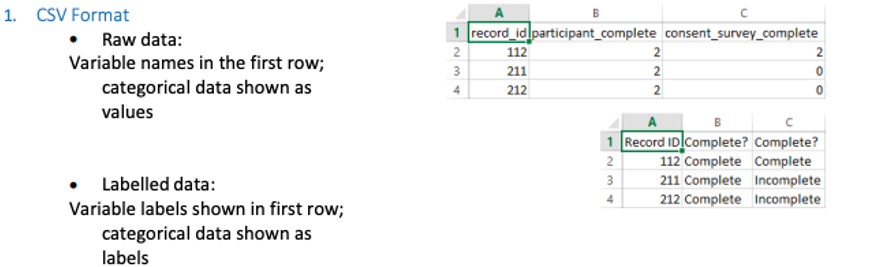 1. CSV Format
• Raw data:
Variable names in the first row;
categorical data shown as
values
A B C
1 record_id participant_complete consent_survey_complete
2 112 2 2
3 211 2 0
4 212 2 0
A B C
1 Record ID Complete? Complete?
2 112 Complete Complete
3 211 Complete Incomplete
4 212 Complete Incomplete
• Labelled data:
Variable labels shown in first row;
categorical data shown as
labels